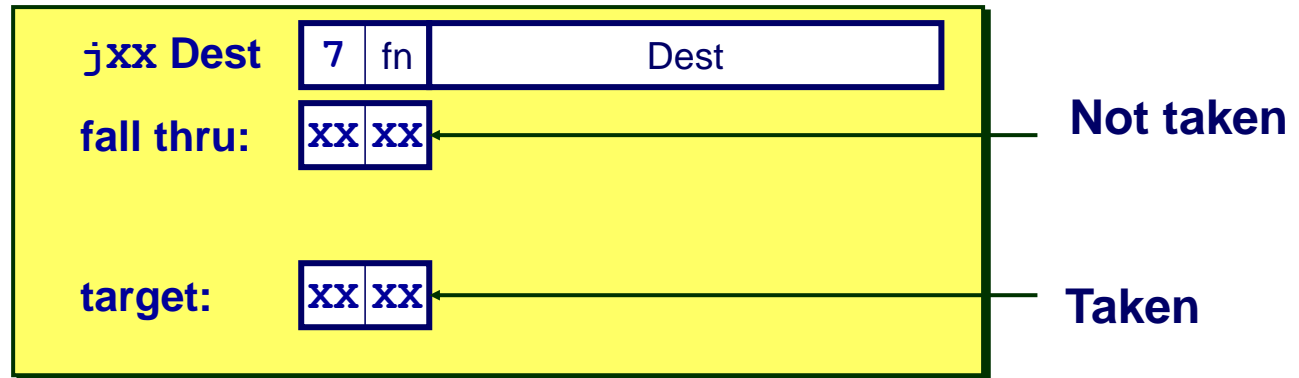 jXX Dest 7 fn Dest
fall thru: XX XX Not taken
target: XX XX Taken